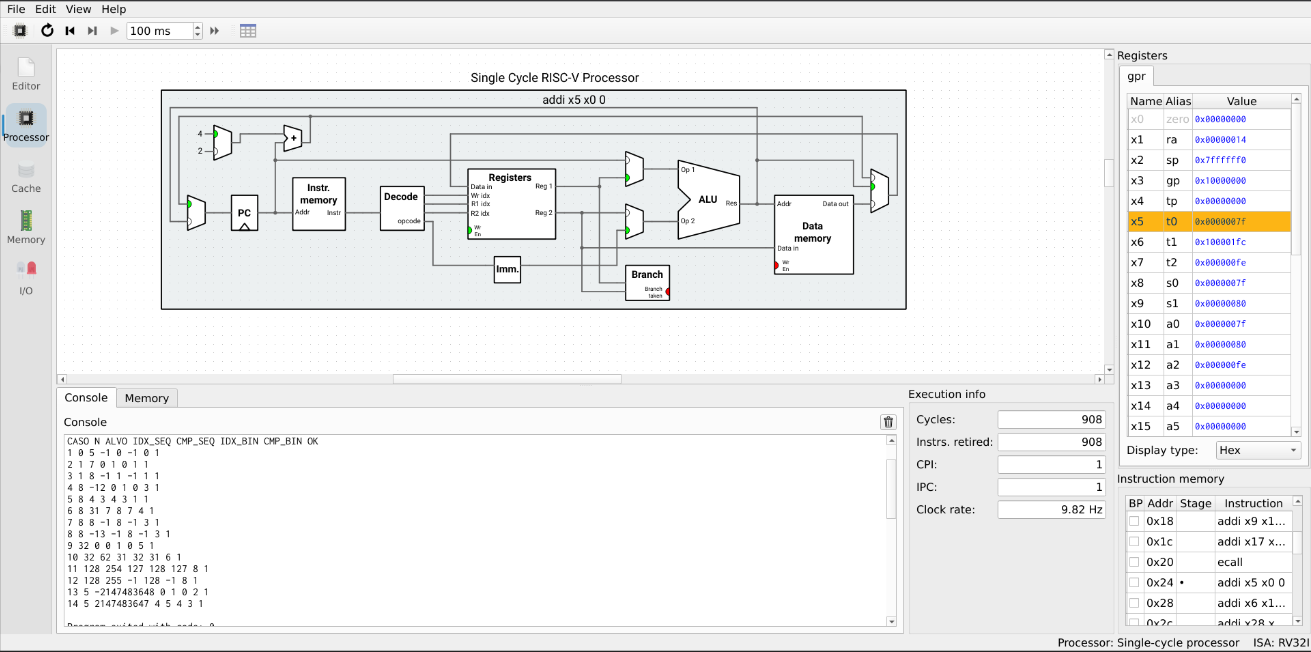 File Edit View Help
100 ms
Editor
Processor
Cache
Memory
I/O
Single Cycle RISC-V Processor
addi x5 x0 0
4
2
+
PC
Instr. memory
Addr
Instr
Decode
opcode
Registers
Data in
Wr idx
R1 idx
R2 idx
Wr En
Reg 1
Reg 2
Imm.
Op 1
ALU
Res
Op 2
Branch
Branch taken
Addr
Data out
Data memory
Data in
Wr En
Registers
gpr
Name Alias Value
x0 zero 0x00000000
x1 ra 0x00000014
x2 sp 0x7ffffff0
x3 gp 0x10000000
x4 tp 0x00000000
x5 t0 0x0000007f
x6 t1 0x100001fc
x7 t2 0x000000fe
x8 s0 0x0000007f
x9 s1 0x00000080
x10 a0 0x0000007f
x11 a1 0x00000080
x12 a2 0x000000fe
x13 a3 0x00000000
x14 a4 0x00000000
x15 a5 0x00000000
Display type: Hex
Console Memory
Console
CASO N ALVO IDX_SEQ CMP_SEQ IDX_BIN CMP_BIN OK
1 0 5 -1 0 -1 0 1
2 1 7 0 1 0 1 1
3 1 8 -1 1 -1 1 1
4 8 -12 0 1 0 3 1
5 8 4 3 4 3 1 1
6 8 31 7 8 7 4 1
7 8 8 -1 8 -1 3 1
8 8 -13 -1 8 -1 3 1
9 32 0 0 1 0 5 1
10 32 62 31 32 31 6 1
11 128 254 127 128 127 8 1
12 128 255 -1 128 -1 8 1
13 5 -2147483648 0 1 0 2 1
14 5 2147483647 4 5 4 3 1
Program exited with code: 0
Execution info
Cycles: 908
Instrs. retired: 908
CPI: 1
IPC: 1
Clock rate: 9.82 Hz
Instruction memory
BP Addr Stage Instruction
0x18 addi x9 x1...
0x1c addi x17 x...
0x20 ecall
0x24 • addi x5 x0 0
0x28 addi x6 x1...
0x2c addi x28 x...
Processor: Single-cycle processor ISA: RV32I